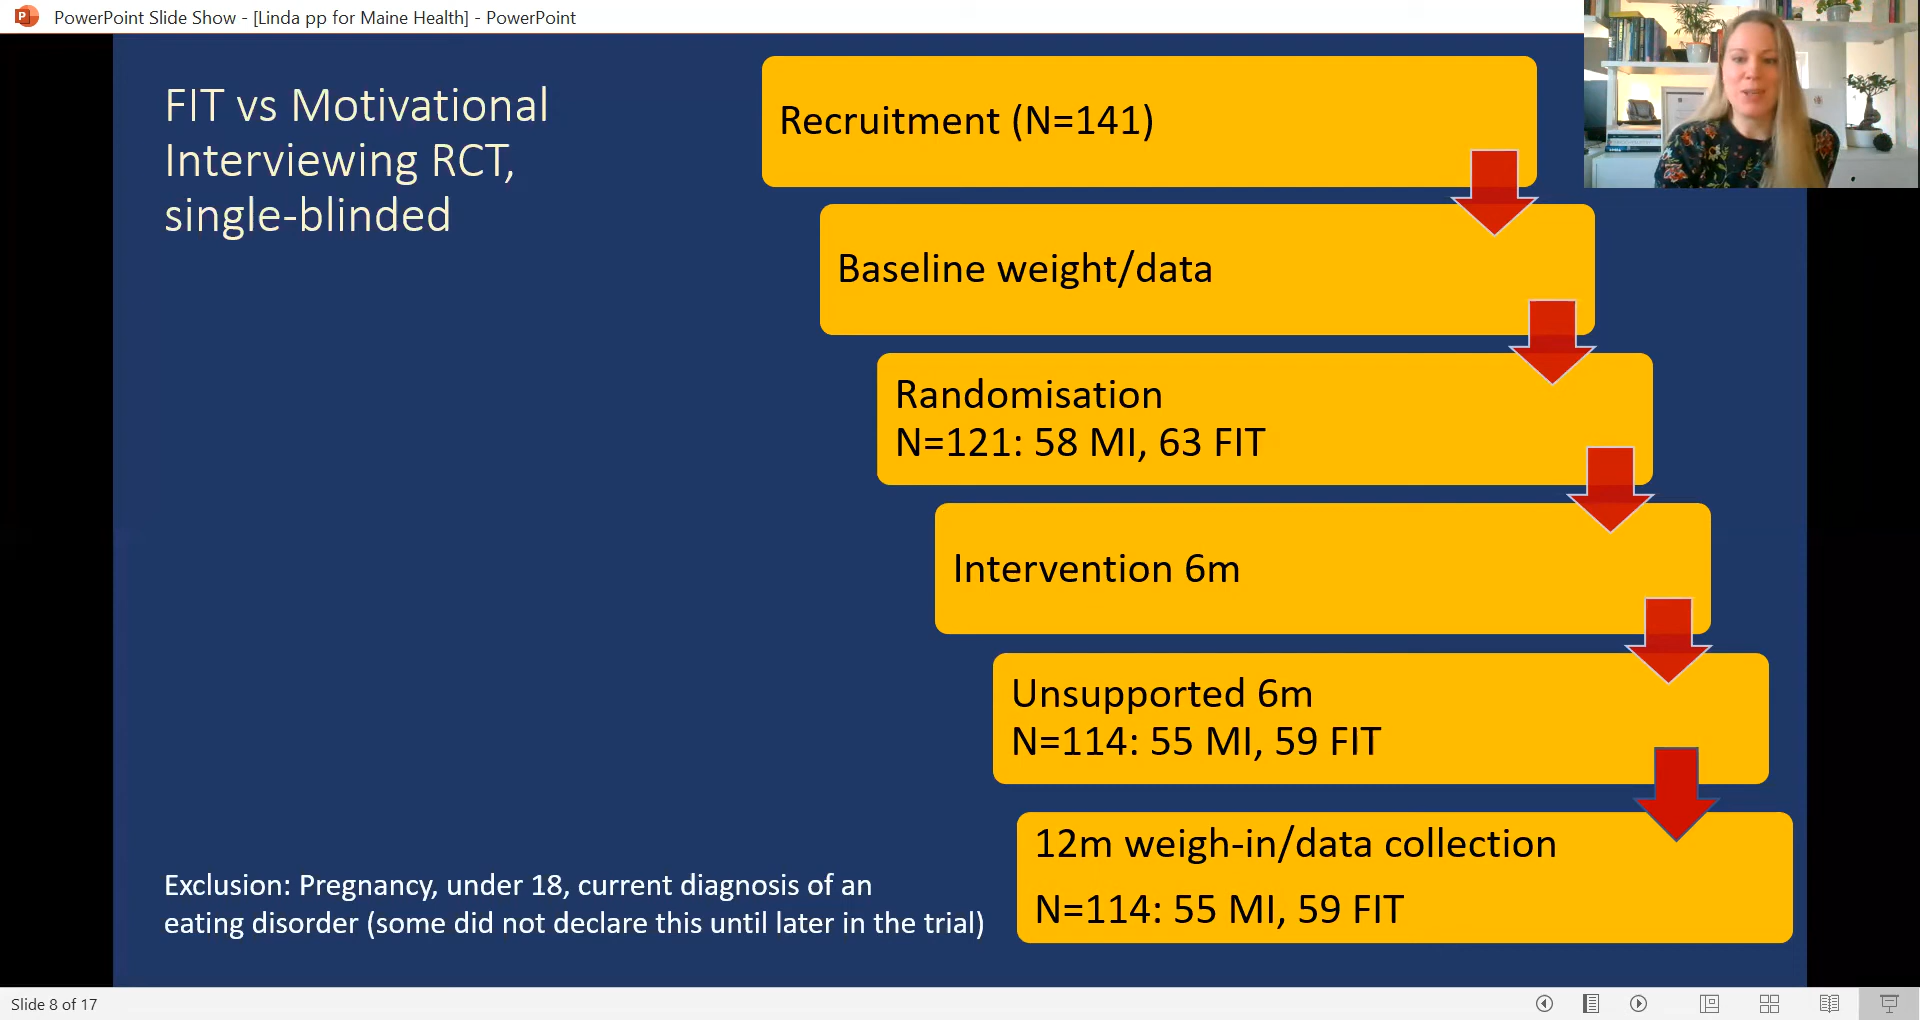 PowerPoint Slide Show - [Linda pp for Maine Health] - PowerPoint
FIT vs Motivational
Interviewing RCT,
single-blinded
Recruitment (N=141)
Baseline weight/data
Randomisation
N=121: 58 MI, 63 FIT
Intervention 6m
Unsupported 6m
N=114: 55 MI, 59 FIT
12m weigh-in/data collection
N=114: 55 MI, 59 FIT
Exclusion: Pregnancy, under 18, current diagnosis of an
eating disorder (some did not declare this until later in the trial)
Slide 8 of 17